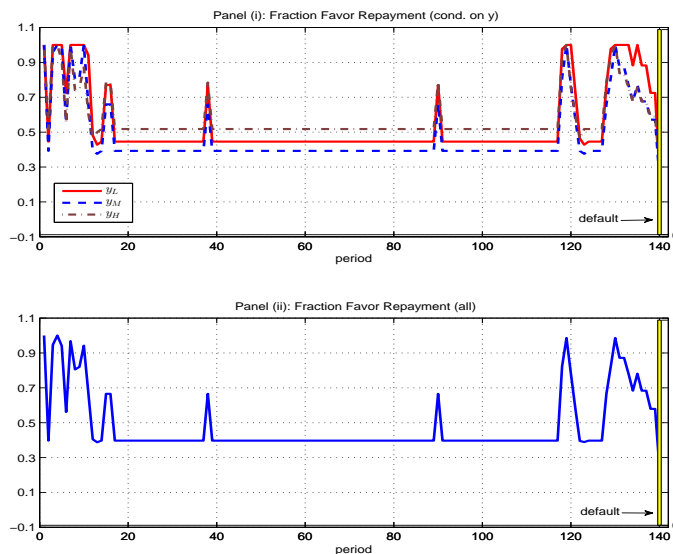 Panel (i): Fraction Favor Repayment (cond. on y)
1.1
0.9
0.7
0.5
0.3
0.1
−0.1
y_L
y_M
y_H
default
0 20 40 60 80 100 120 140
period
Panel (ii): Fraction Favor Repayment (all)
1.1
0.9
0.7
0.5
0.3
0.1
−0.1
default
0 20 40 60 80 100 120 140
period